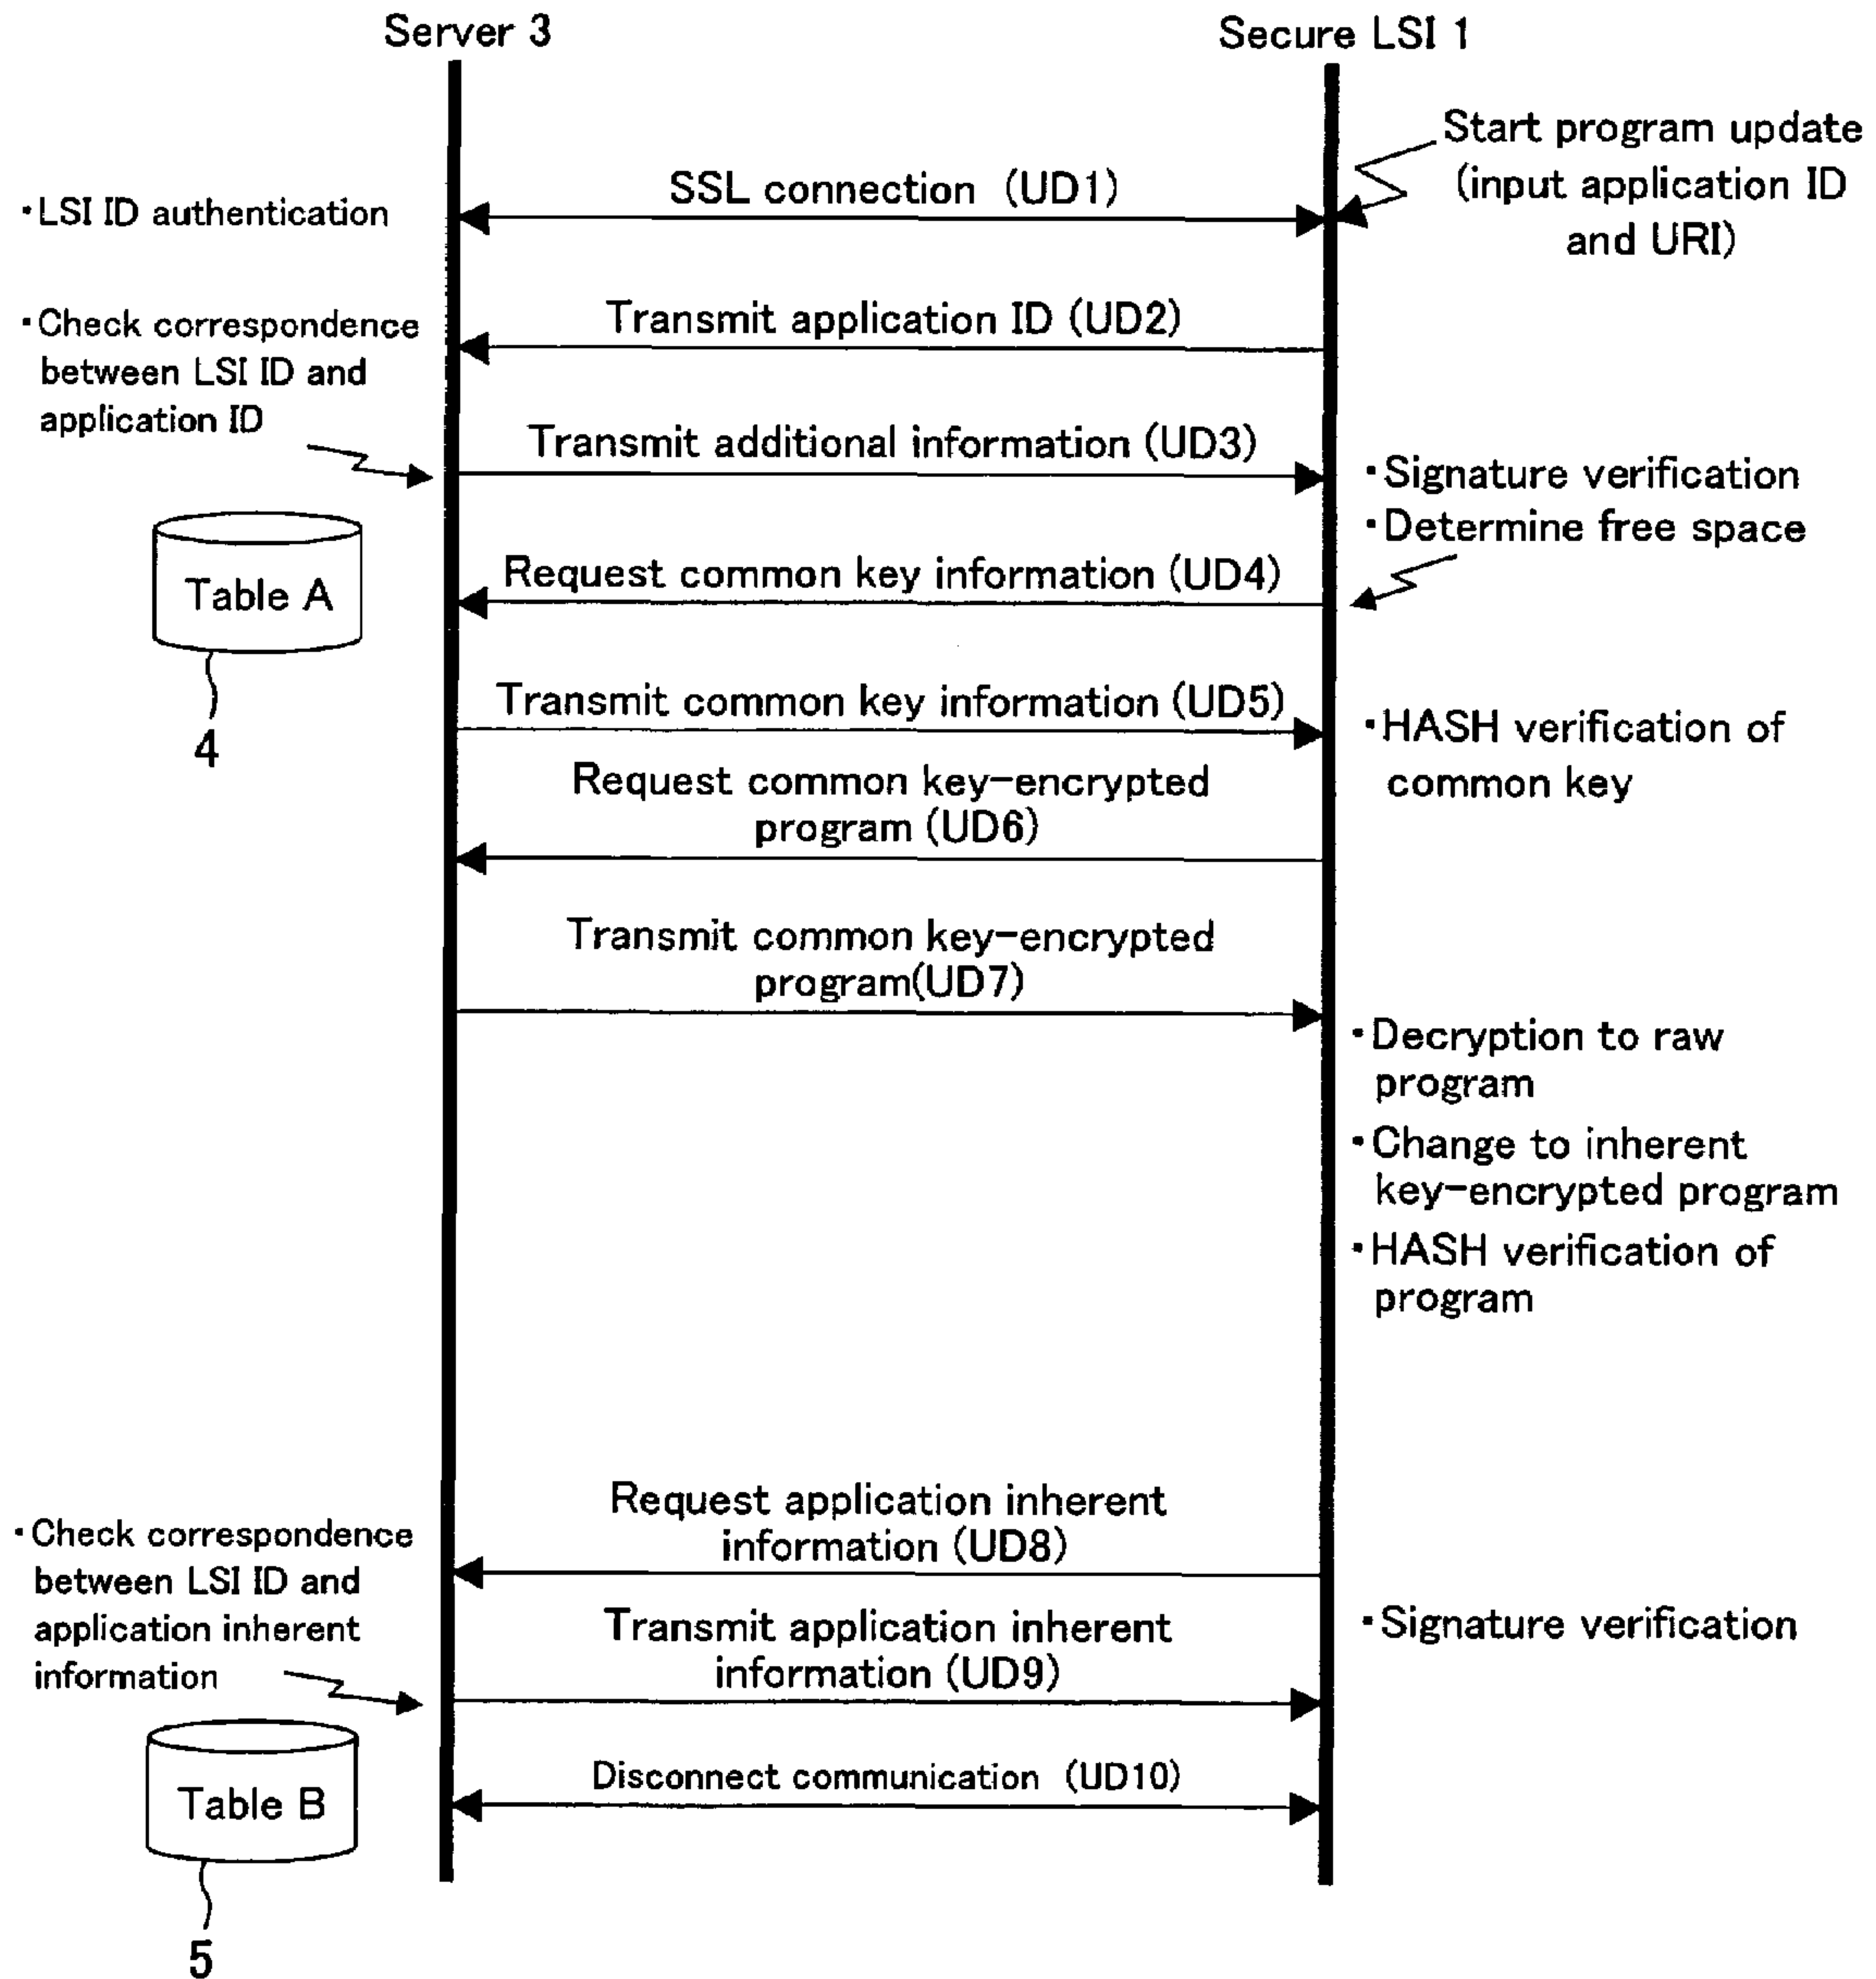 Server 3
Secure LSI 1
Start program update
(input application ID
and URI)
SSL connection (UD1)
・LSI ID authentication
Transmit application ID (UD2)
・Check correspondence
between LSI ID and
application ID
Transmit additional information (UD3)
・Signature verification
・Determine free space
Table A
4
Request common key information (UD4)
Transmit common key information (UD5)
・HASH verification of
common key
Request common key-encrypted
program (UD6)
Transmit common key-encrypted
program(UD7)
・Decryption to raw
program
・Change to inherent
key-encrypted program
・HASH verification of
program
Request application inherent
information (UD8)
・Check correspondence
between LSI ID and
application inherent
information
Transmit application inherent
information (UD9)
・Signature verification
Table B
5
Disconnect communication (UD10)